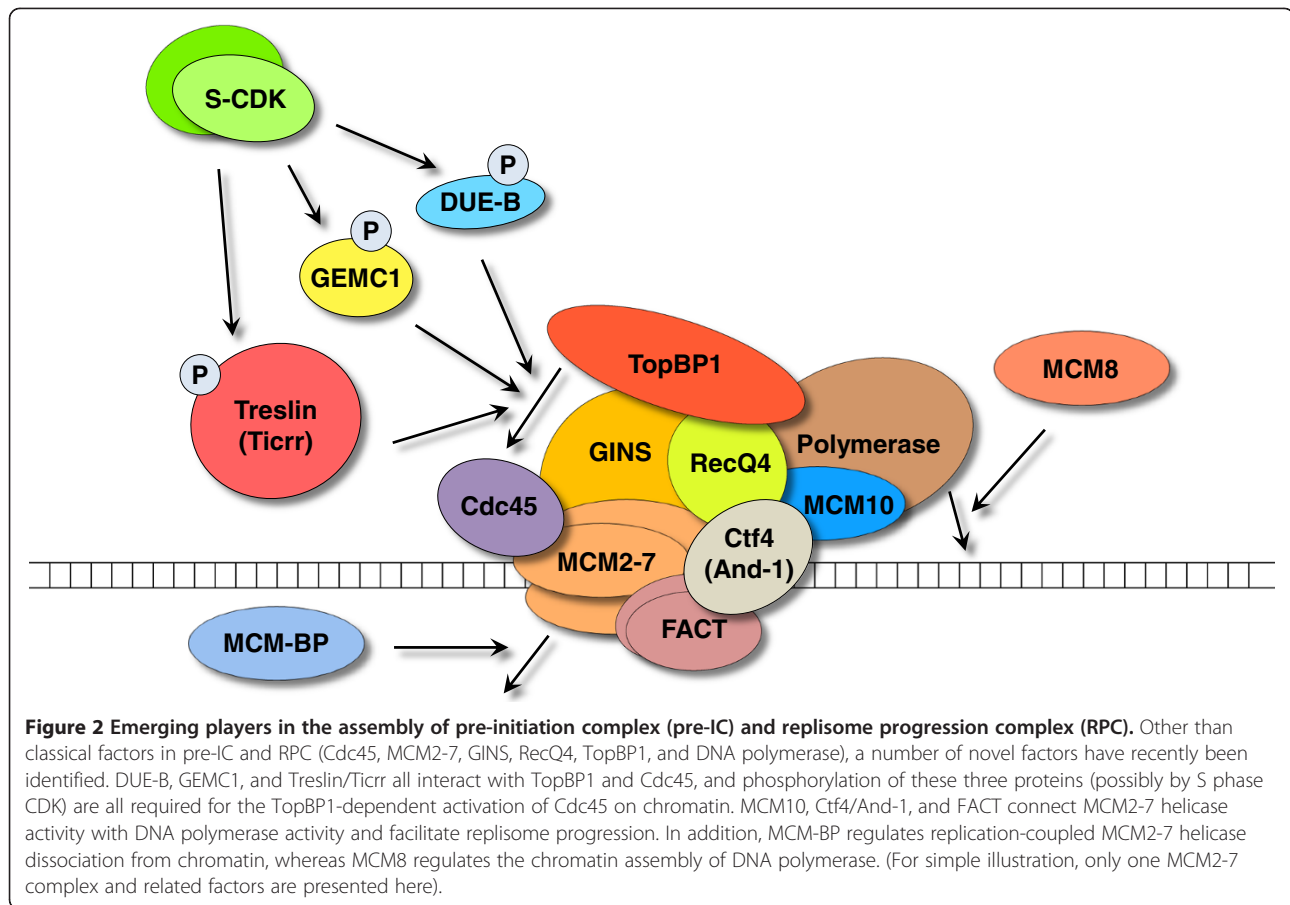 S-CDK
P
DUE-B
P
GEMC1
P
Treslin
(Ticrr)
TopBP1
MCM8
GINS
RecQ4
Polymerase
Cdc45
MCM10
MCM2-7
Ctf4
(And-1)
MCM-BP
FACT
Figure 2 Emerging players in the assembly of pre-initiation complex (pre-IC) and replisome progression complex (RPC). Other than
classical factors in pre-IC and RPC (Cdc45, MCM2-7, GINS, RecQ4, TopBP1, and DNA polymerase), a number of novel factors have recently been
identified. DUE-B, GEMC1, and Treslin/Ticrr all interact with TopBP1 and Cdc45, and phosphorylation of these three proteins (possibly by S phase
CDK) are all required for the TopBP1-dependent activation of Cdc45 on chromatin. MCM10, Ctf4/And-1, and FACT connect MCM2-7 helicase
activity with DNA polymerase activity and facilitate replisome progression. In addition, MCM-BP regulates replication-coupled MCM2-7 helicase
dissociation from chromatin, whereas MCM8 regulates the chromatin assembly of DNA polymerase. (For simple illustration, only one MCM2-7
complex and related factors are presented here).